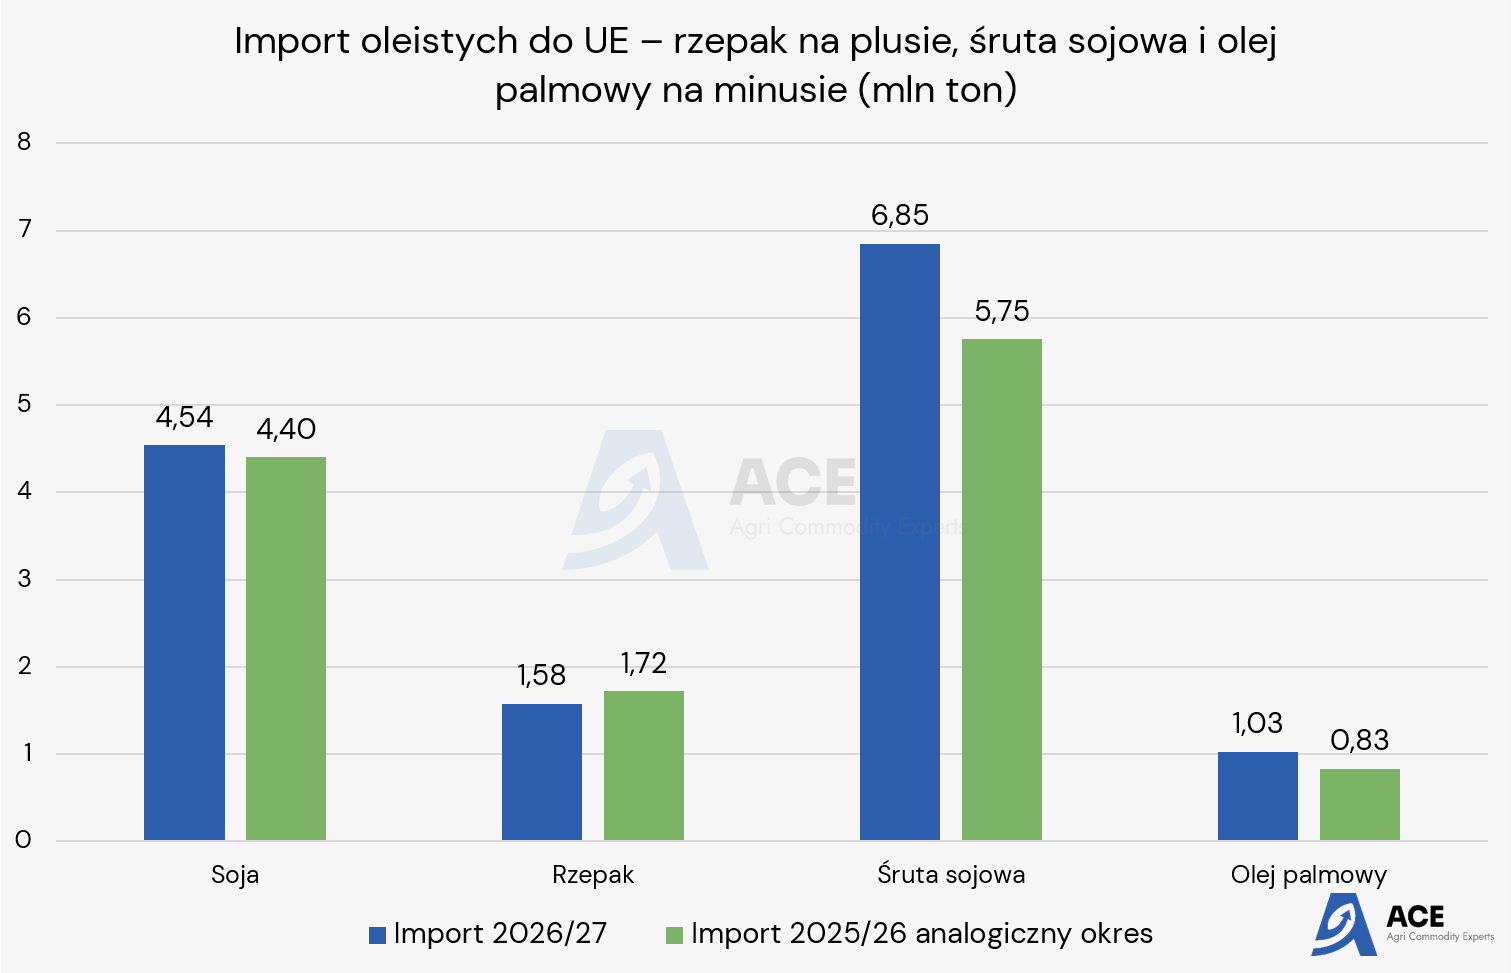 Import oleistych do UE – rzepak na plusie, śruta sojowa i olej
palmowy na minusie (mln ton)
8
7
6
5
4
3
2
1
0
4,54
4,40
1,58
1,72
6,85
5,75
1,03
0,83
ACE
Agri Commodity Experts
Soja
Rzepak
Śruta sojowa
Olej palmowy
Import 2026/27
Import 2025/26 analogiczny okres
ACE
Agri Commodity Experts